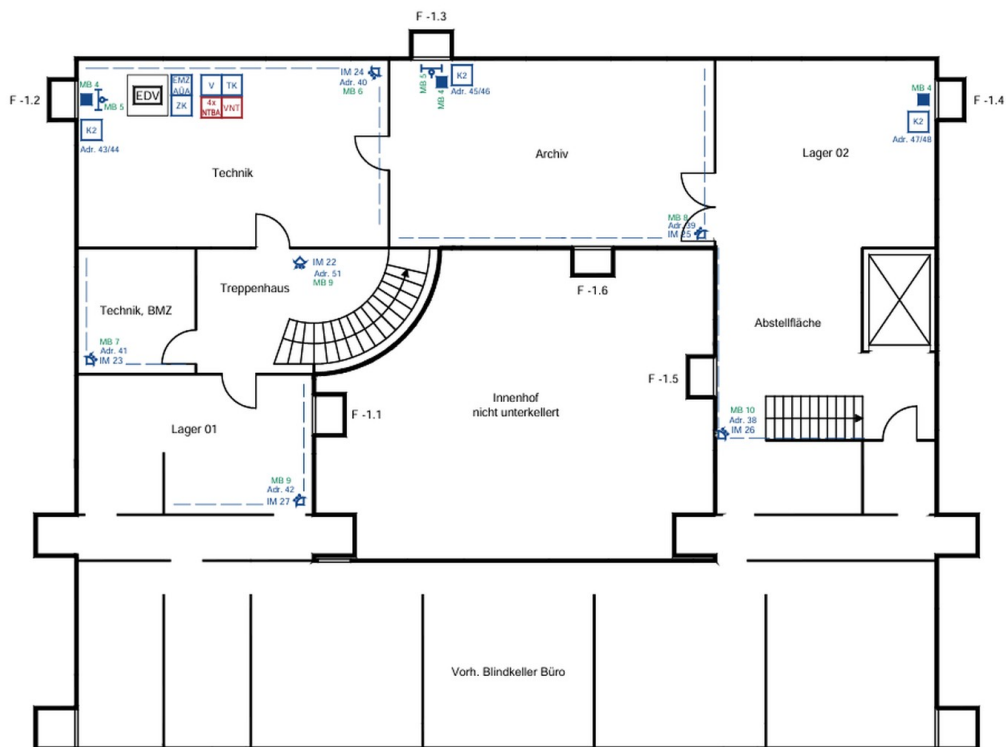 F -1.3
F -1.2
MB 4
MB 5
EDV
EMZ
AÜA
ZK
V
TK
4x
NTBA
VNT
K2
Adr. 43/44
Technik
IM 24
Adr. 40
MB 6
MB 5
MB 4
K2
Adr. 45/46
Archiv
MB 8
Adr. 39
IM 25
Lager 02
MB 4
K2
Adr. 47/48
F -1.4
Technik, BMZ
MB 7
Adr. 41
IM 23
Treppenhaus
IM 22
Adr. 51
MB 9
F -1.6
Abstellfläche
F -1.5
Innenhof
nicht unterkellert
F -1.1
Lager 01
MB 9
Adr. 42
IM 27
MB 10
Adr. 38
IM 26
Vorh. Blindkeller Büro